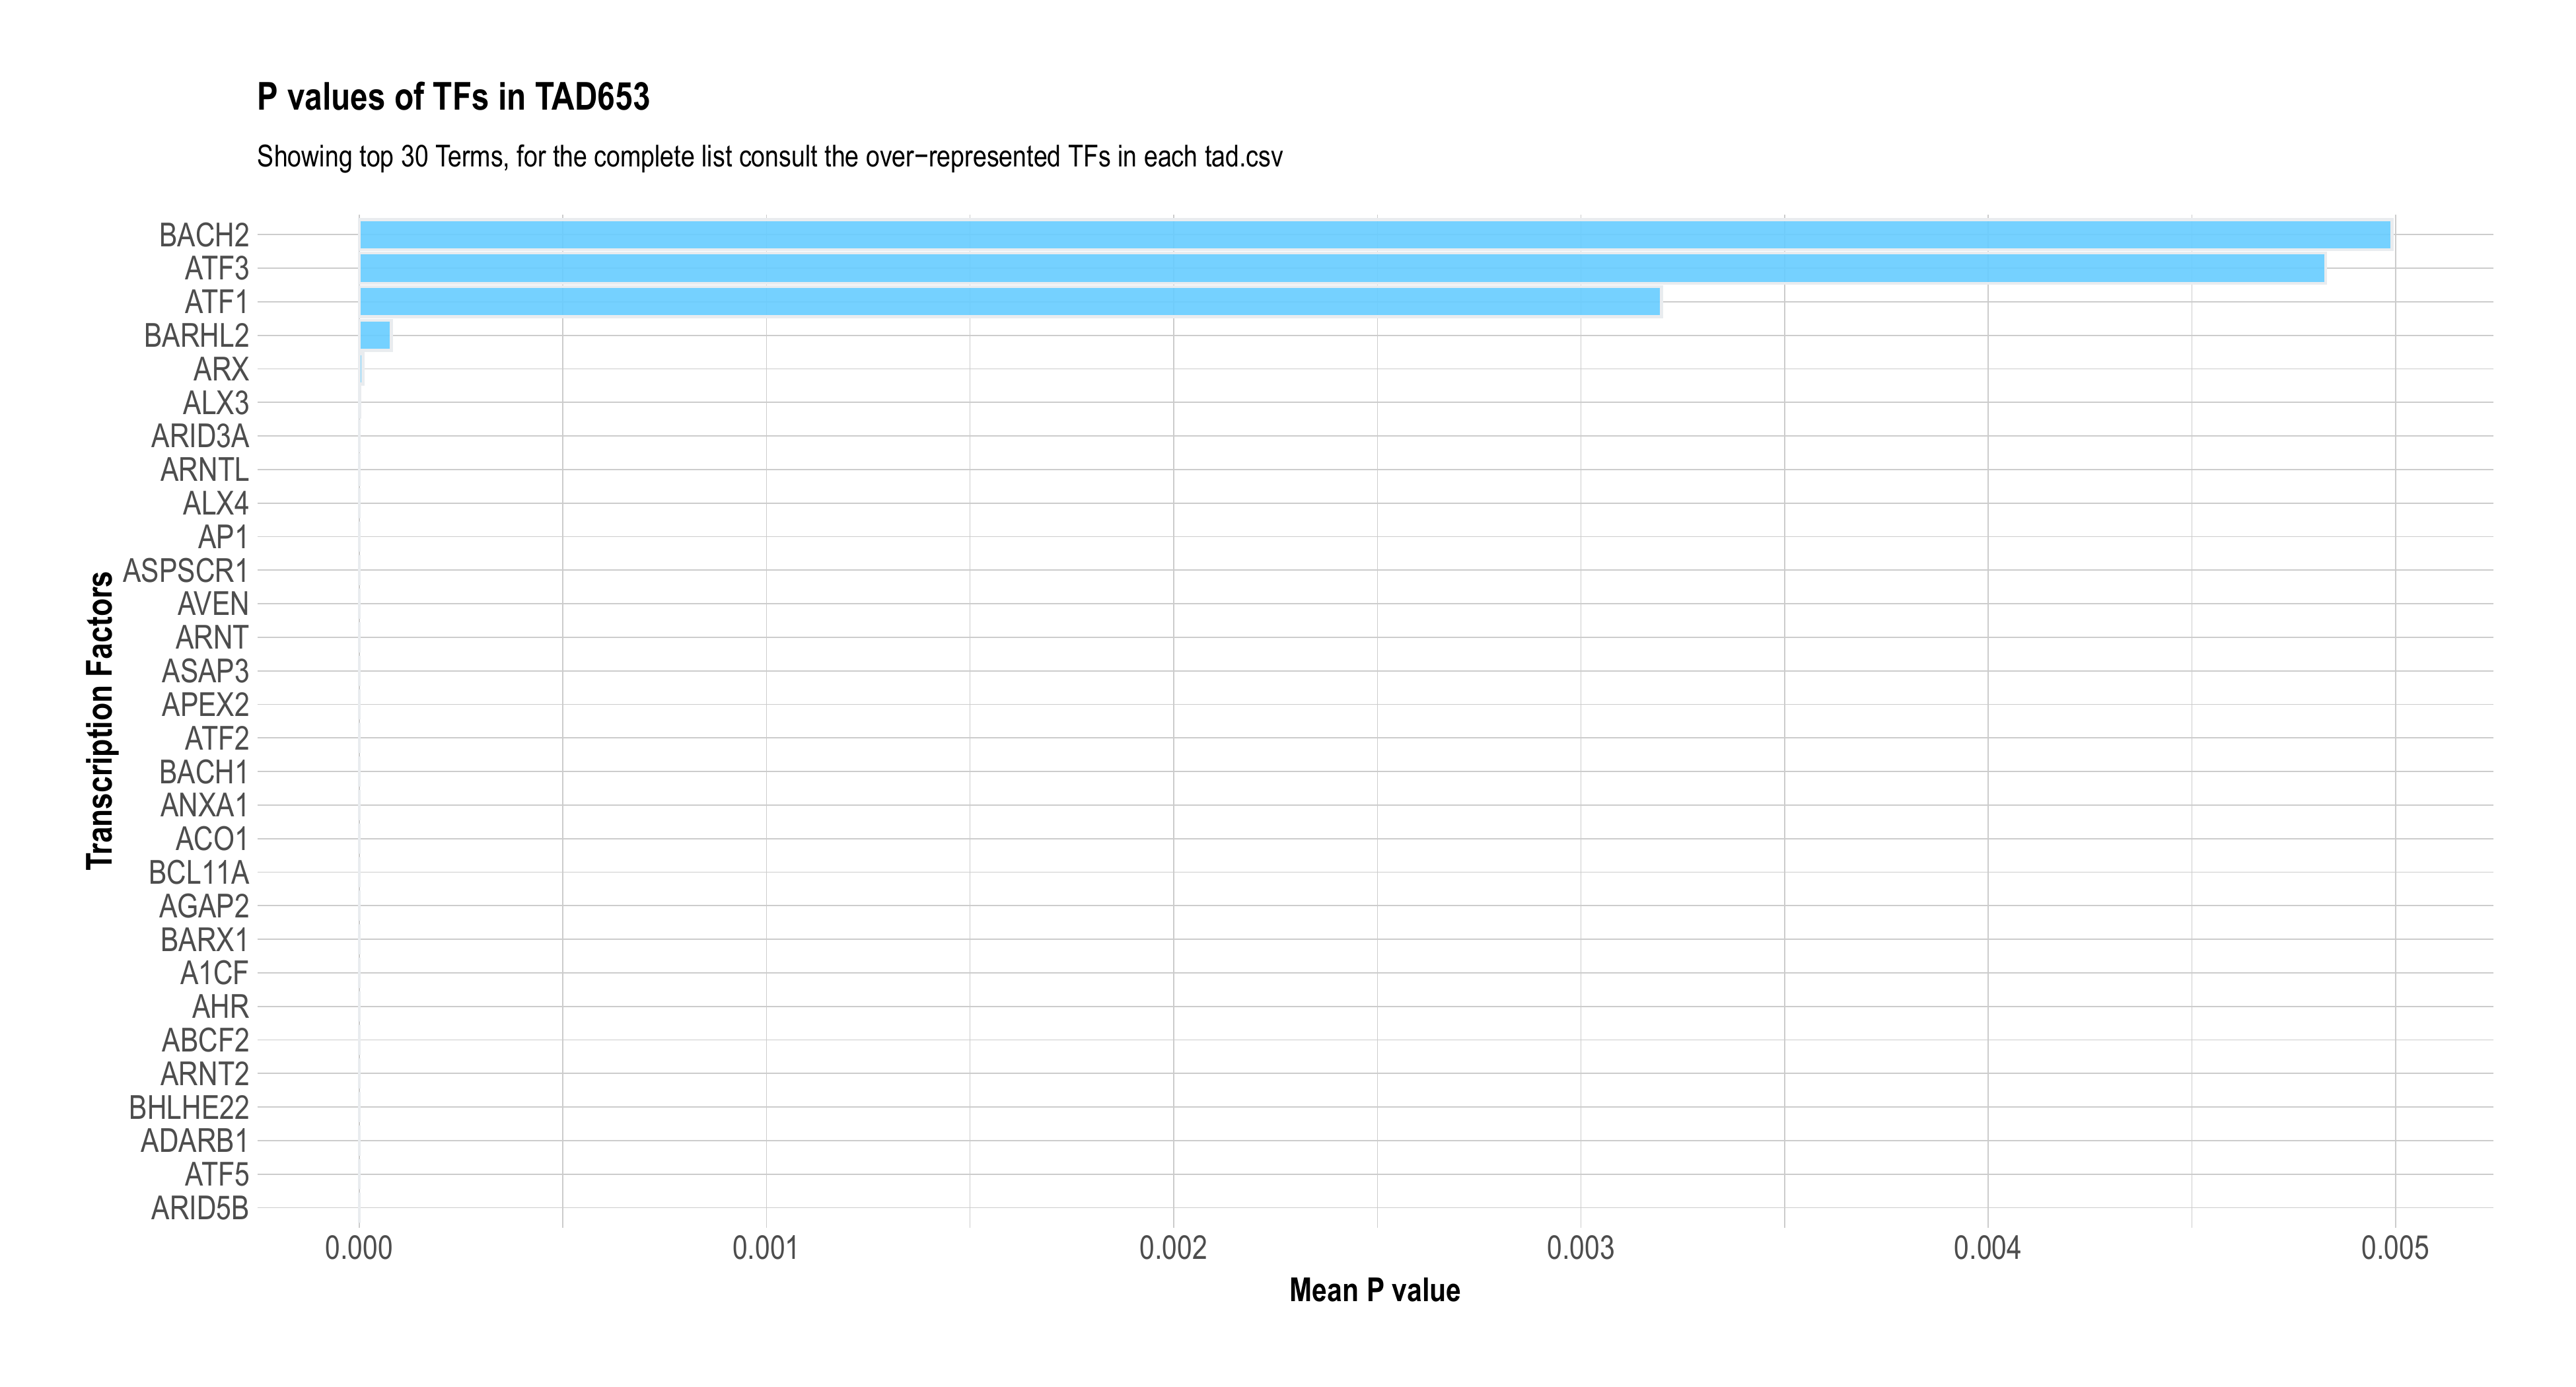 P values of TFs in TAD653
Showing top 30 Terms, for the complete list consult the over−represented TFs in each tad.csv
Transcription Factors
BACH2
ATF3
ATF1
BARHL2
ARX
ALX3
ARID3A
ARNTL
ALX4
AP1
ASPSCR1
AVEN
ARNT
ASAP3
APEX2
ATF2
BACH1
ANXA1
ACO1
BCL11A
AGAP2
BARX1
A1CF
AHR
ABCF2
ARNT2
BHLHE22
ADARB1
ATF5
ARID5B
0.000 0.001 0.002 0.003 0.004 0.005
Mean P value